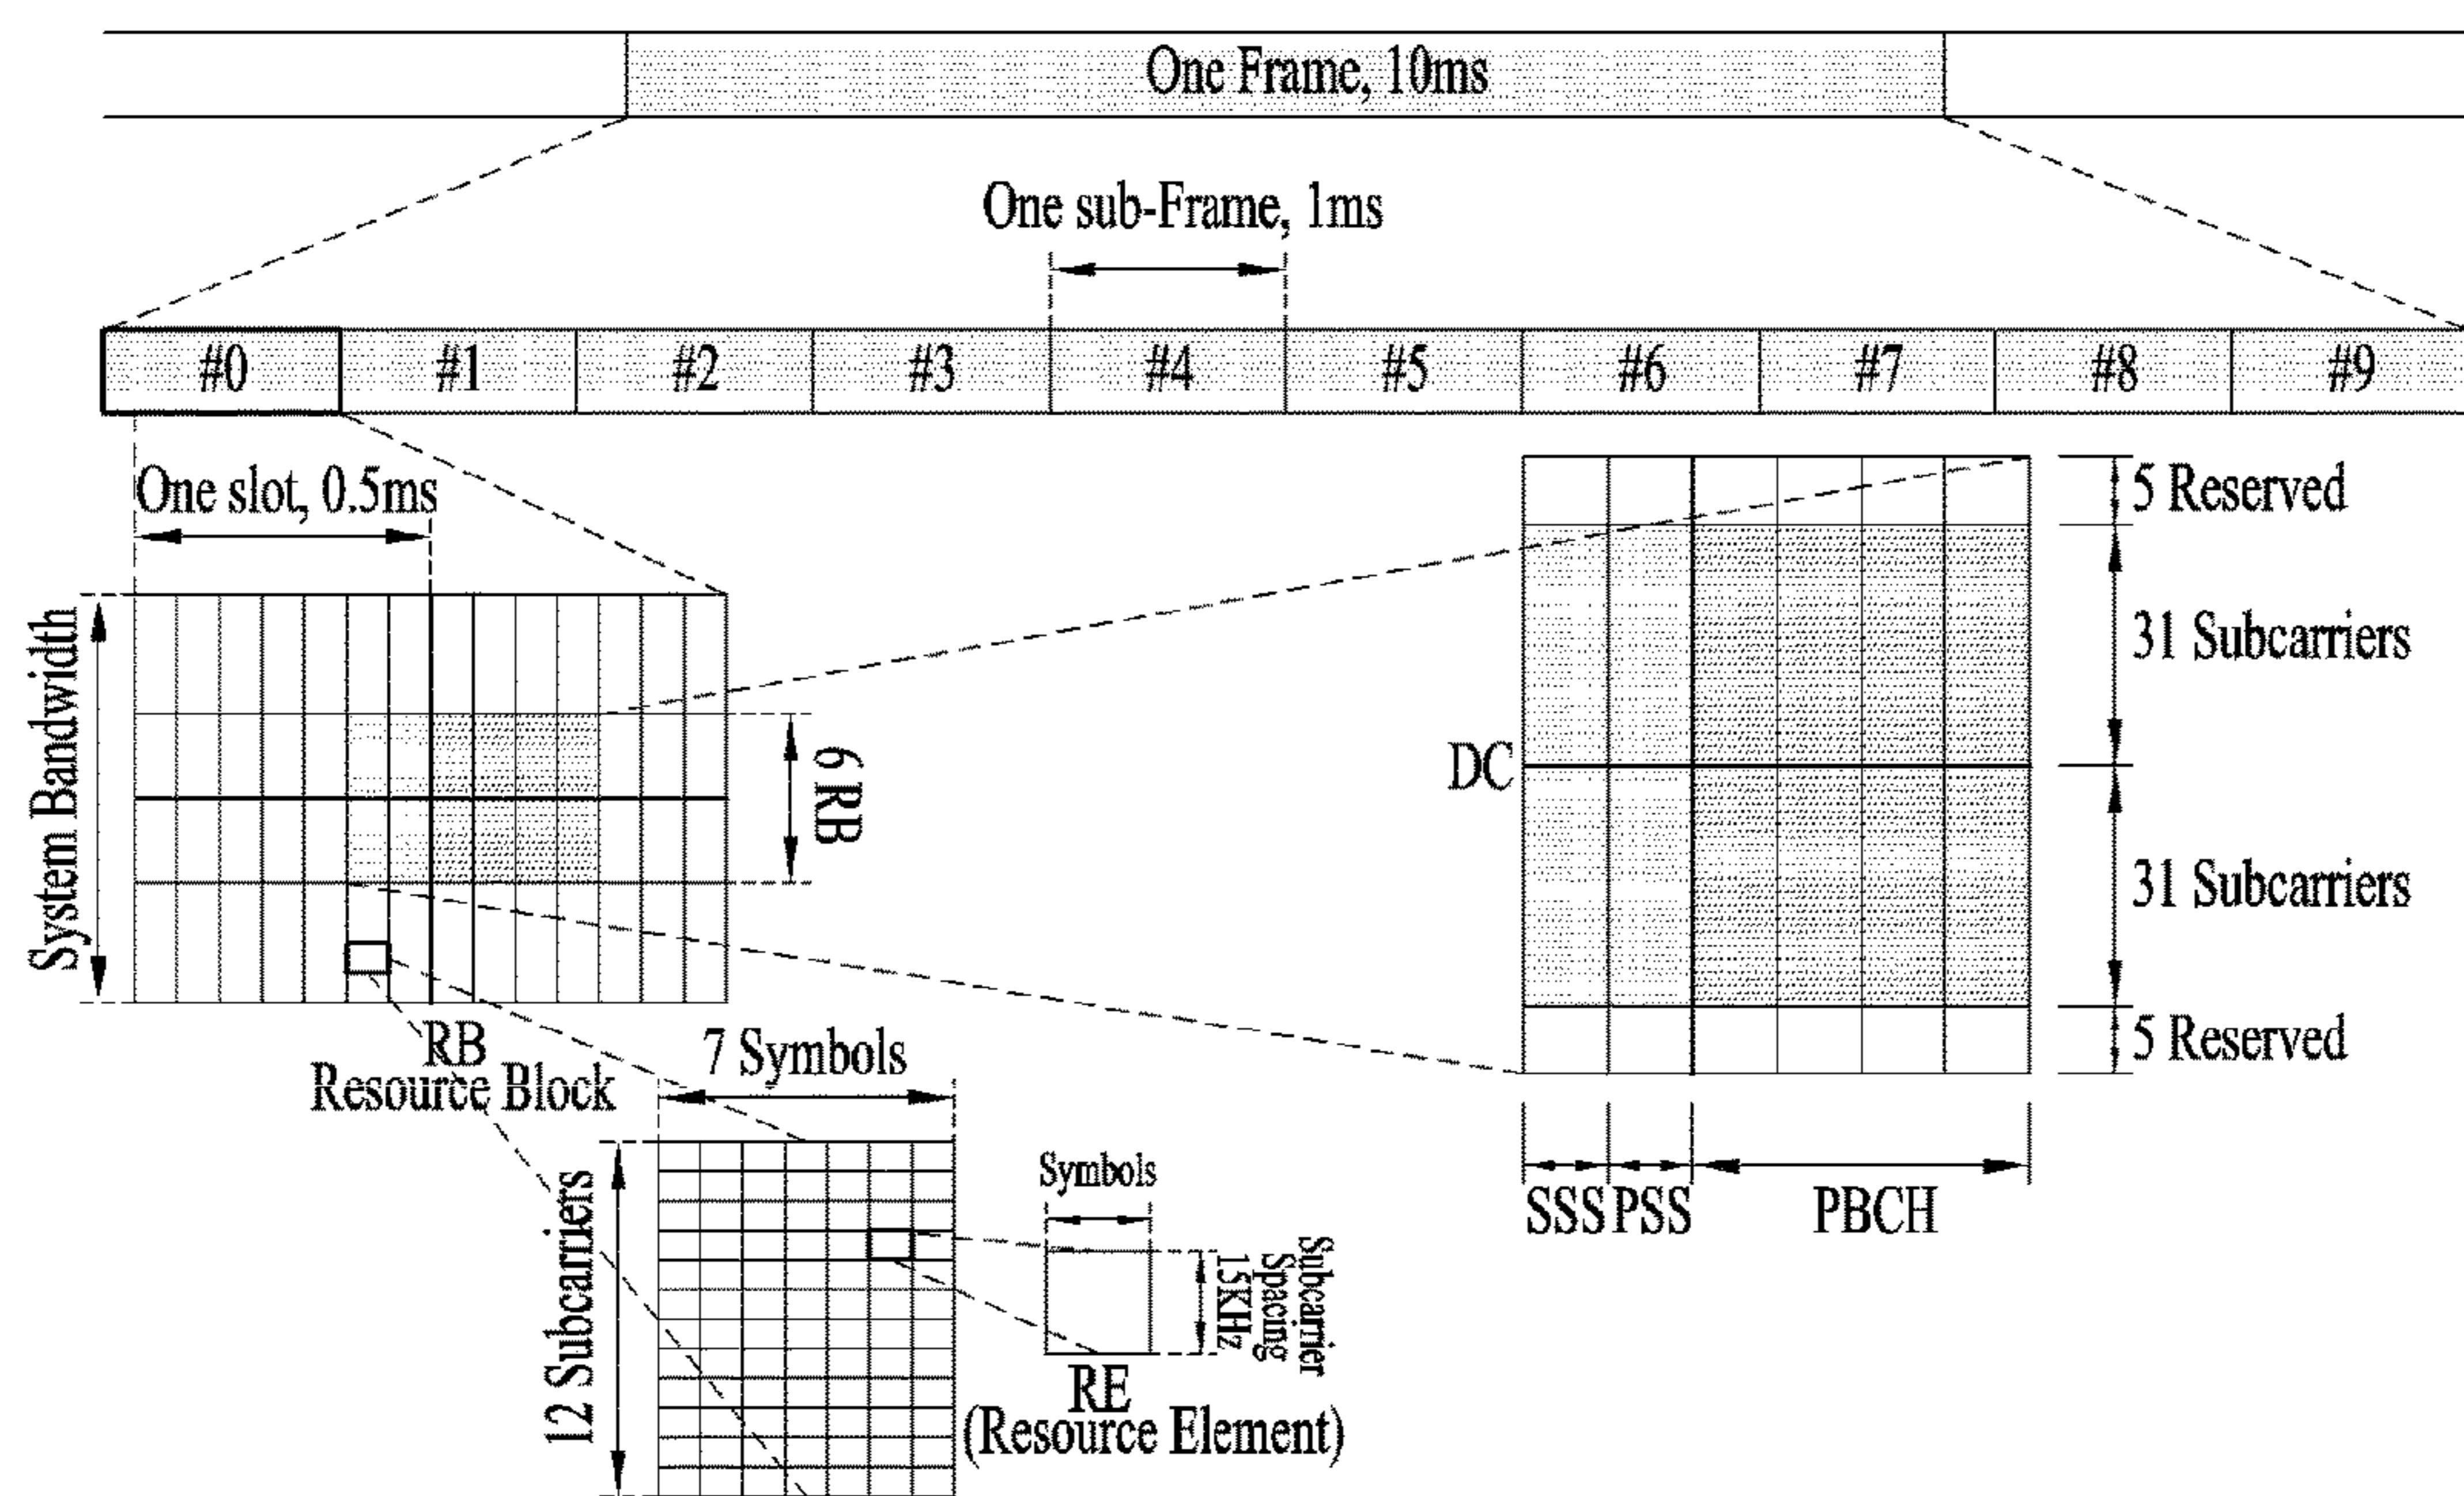 One Frame, 10ms
One sub-Frame, 1ms
#0 #1 #2 #3 #4 #5 #6 #7 #8 #9
One slot, 0.5ms
System Bandwidth
6 RB
RB
Resource Block
7 Symbols
12 Subcarriers
Symbols
Subcarrier
Spacing
15KHz
RE
(Resource Element)
DC
5 Reserved
31 Subcarriers
31 Subcarriers
5 Reserved
SSS PSS PBCH